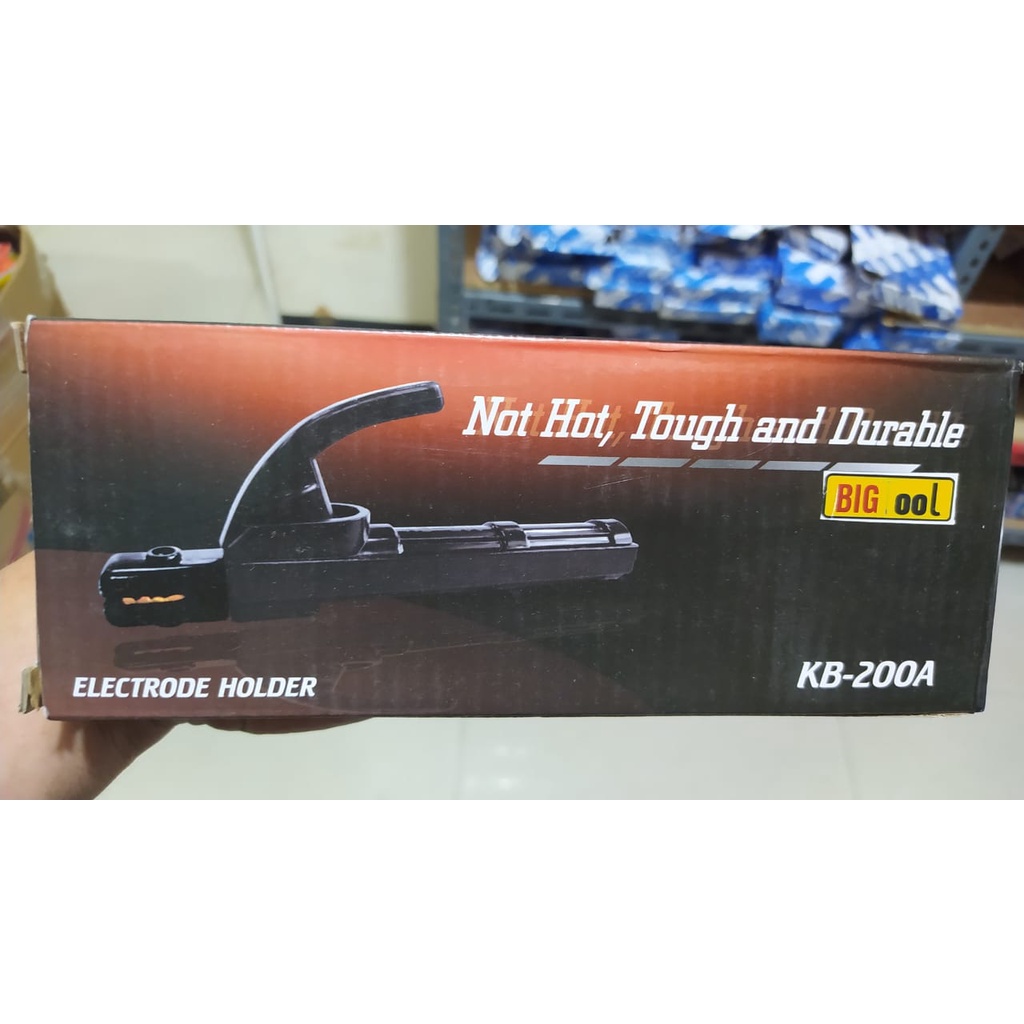 Not Hot, Tough and Durable
BIG ool
ELECTRODE HOLDER
KB-200A